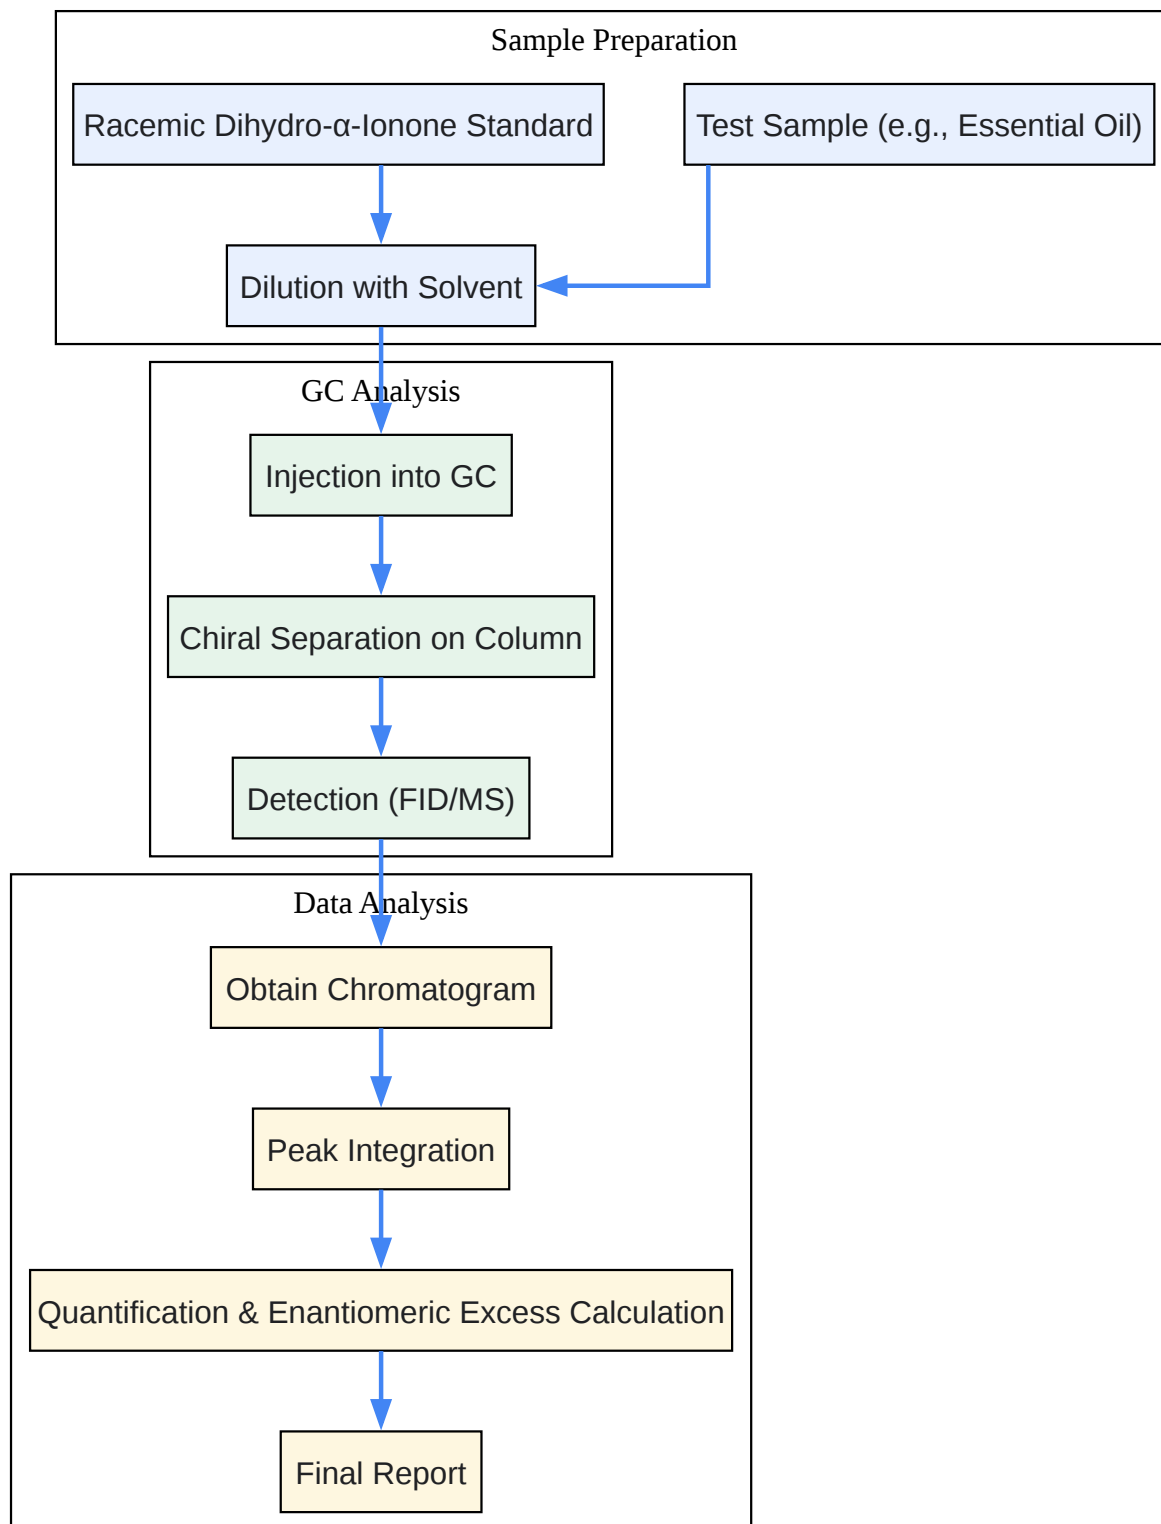 Sample Preparation
Racemic Dihydro-α-Ionone Standard
Test Sample (e.g., Essential Oil)
Dilution with Solvent
GC Analysis
Injection into GC
Chiral Separation on Column
Detection (FID/MS)
Data Analysis
Obtain Chromatogram
Peak Integration
Quantification & Enantiomeric Excess Calculation
Final Report